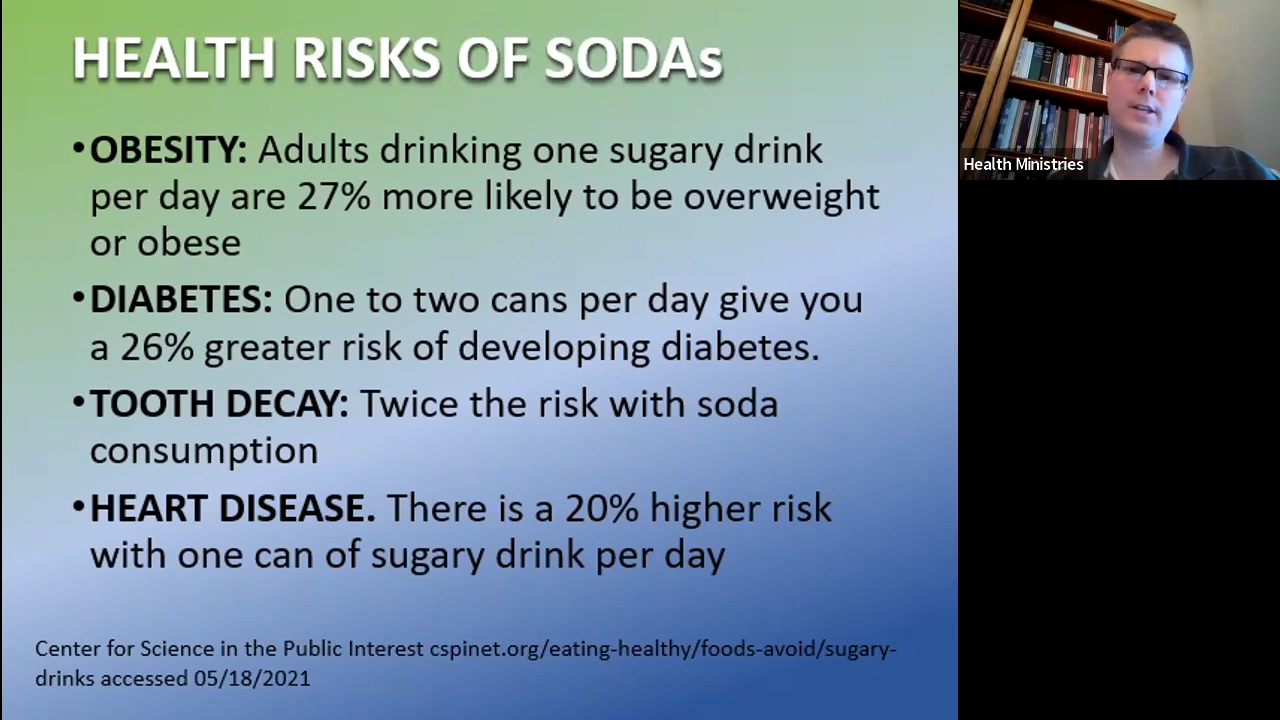 HEALTH RISKS OF SODAs
•OBESITY: Adults drinking one sugary drink
per day are 27% more likely to be overweight
or obese
•DIABETES: One to two cans per day give you
a 26% greater risk of developing diabetes.
•TOOTH DECAY: Twice the risk with soda
consumption
•HEART DISEASE. There is a 20% higher risk
with one can of sugary drink per day
Center for Science in the Public Interest cspinet.org/eating-healthy/foods-avoid/sugary-
drinks accessed 05/18/2021
Health Ministries